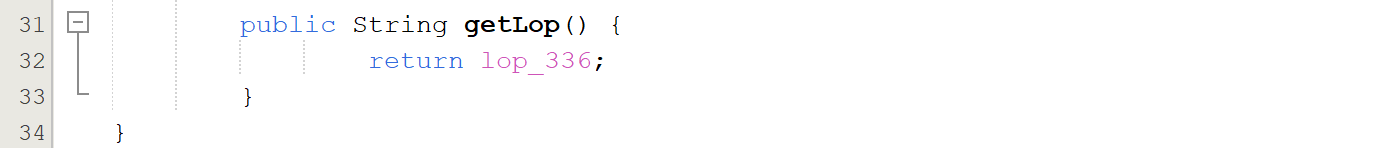 31 public String getLop() {
32 return lop_336;
33 }
34 }